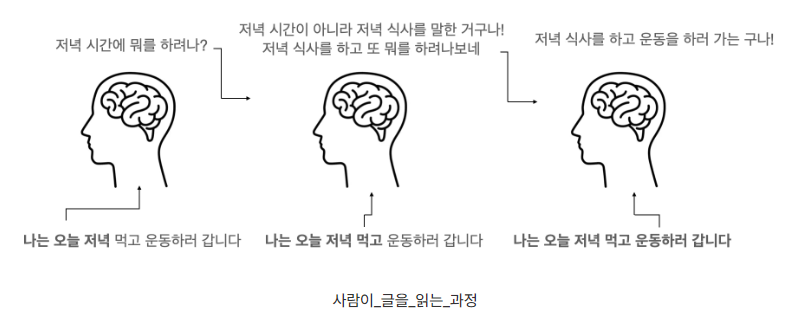 저녁 시간에 뭐를 하려나?
저녁 시간이 아니라 저녁 식사를 말한 거구나!
저녁 식사를 하고 또 뭐를 하려나보네
저녁 식사를 하고 운동을 하러 가는 구나!
나는 오늘 저녁 먹고 운동하러 갑니다
나는 오늘 저녁 먹고 운동하러 갑니다
나는 오늘 저녁 먹고 운동하러 갑니다
사람이_글을_읽는_과정